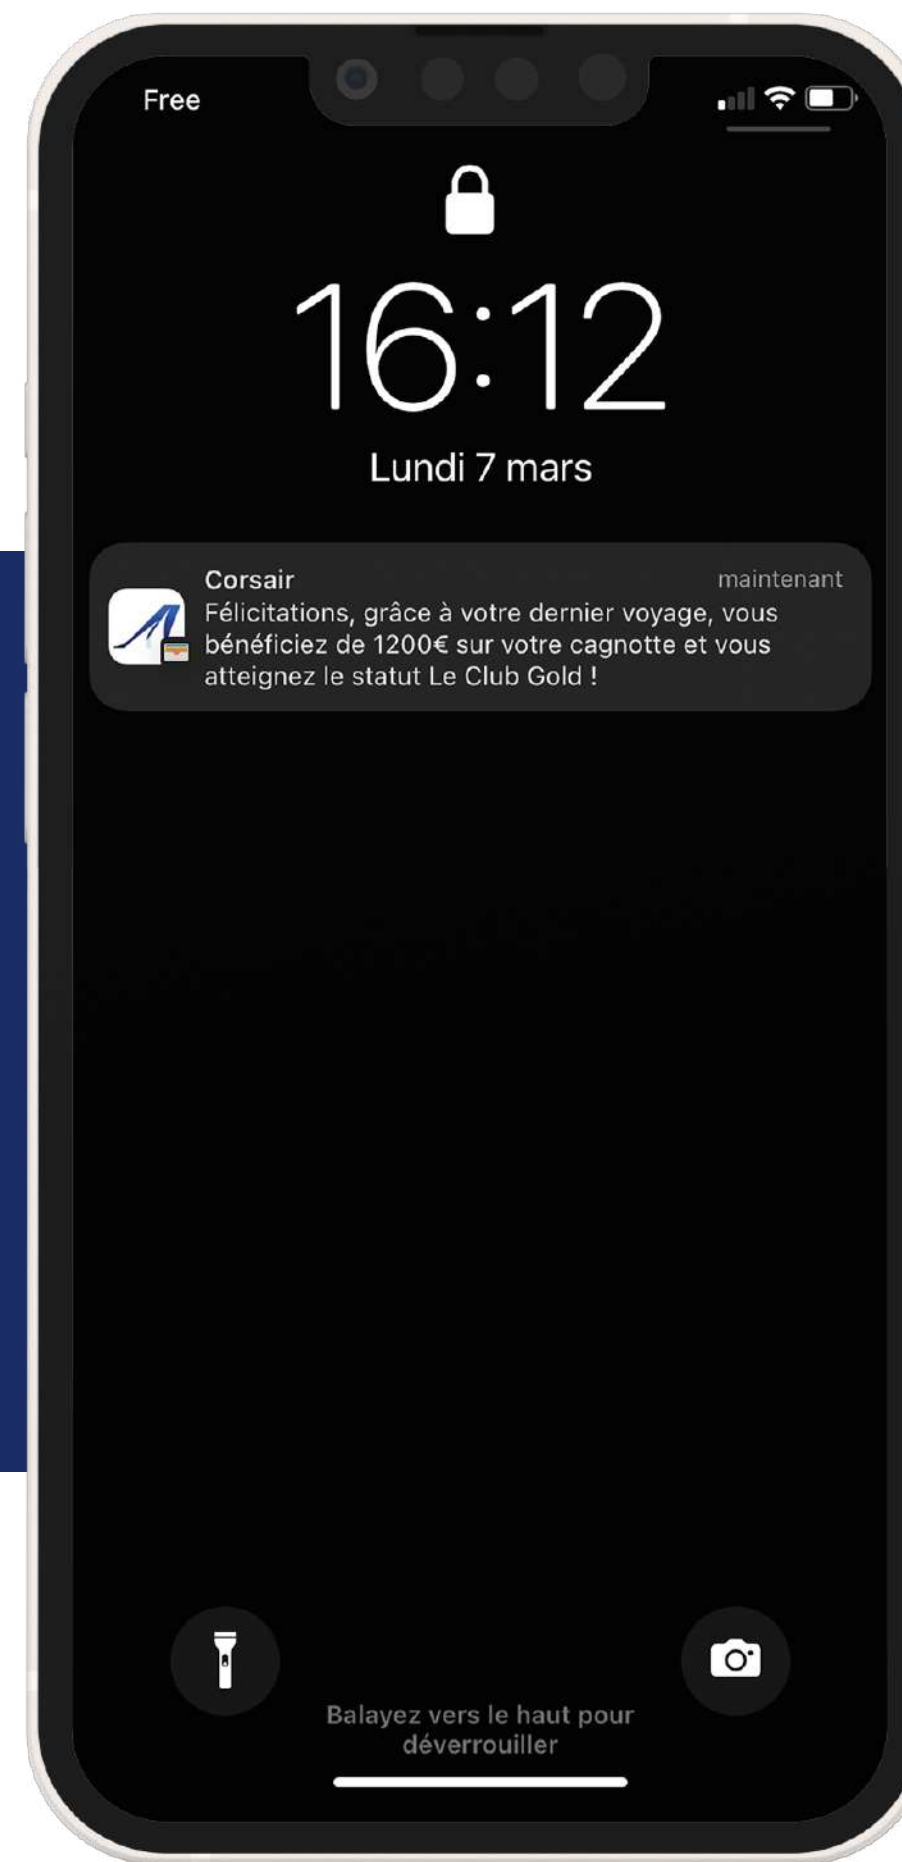 Free
16:12
Lundi 7 mars
Corsair
maintenant
Félicitations, grâce à votre dernier voyage, vous
bénéficiez de 1200€ sur votre cagnotte et vous
atteignez le statut Le Club Gold !
Balayez vers le haut pour
déverrouiller